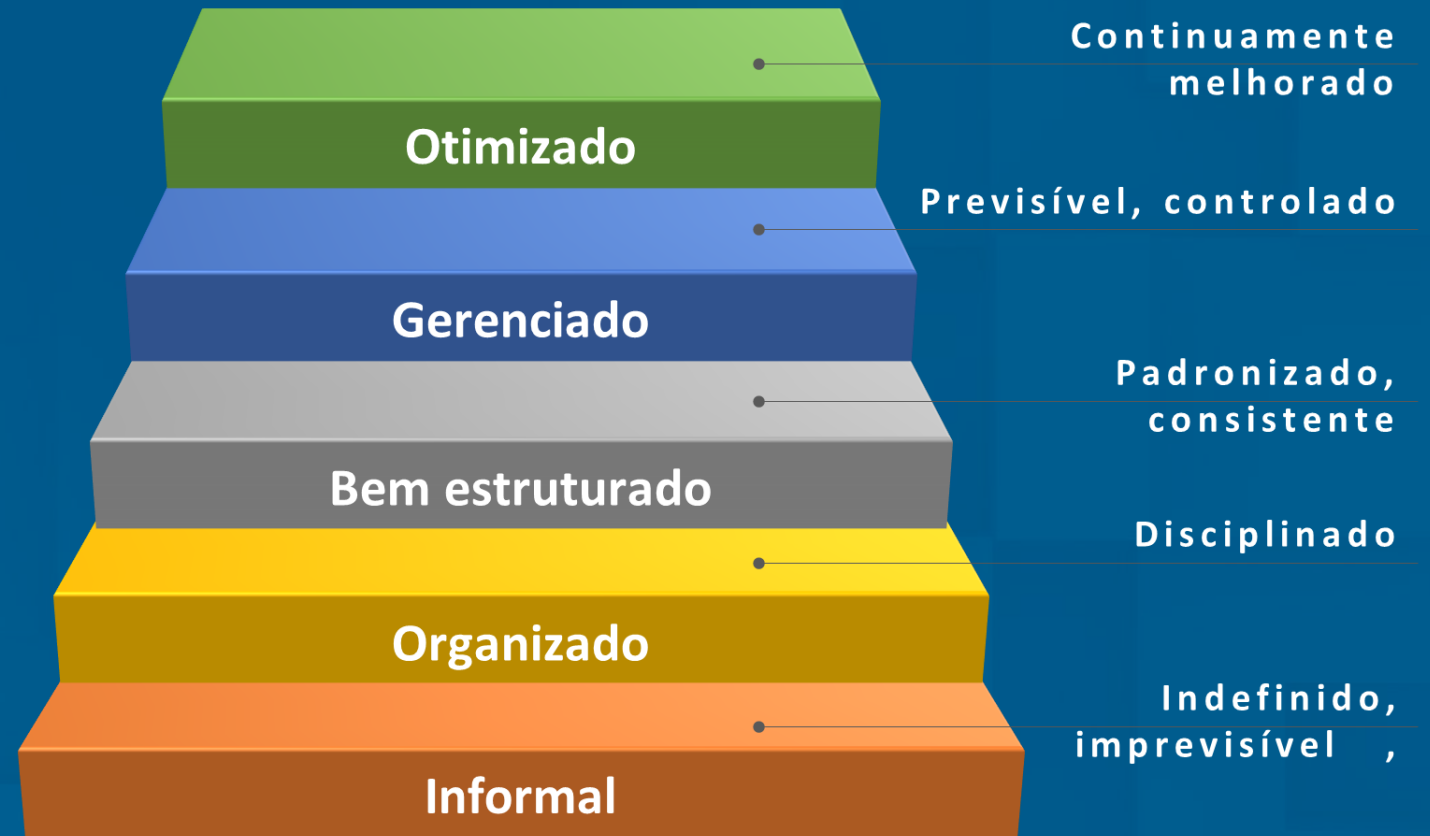 Continuamente
melhorado
Otimizado
Previsível, controlado
Gerenciado
Padronizado,
consistente
Bem estruturado
Disciplinado
Organizado
Indefinido,
imprevisível ,
Informal